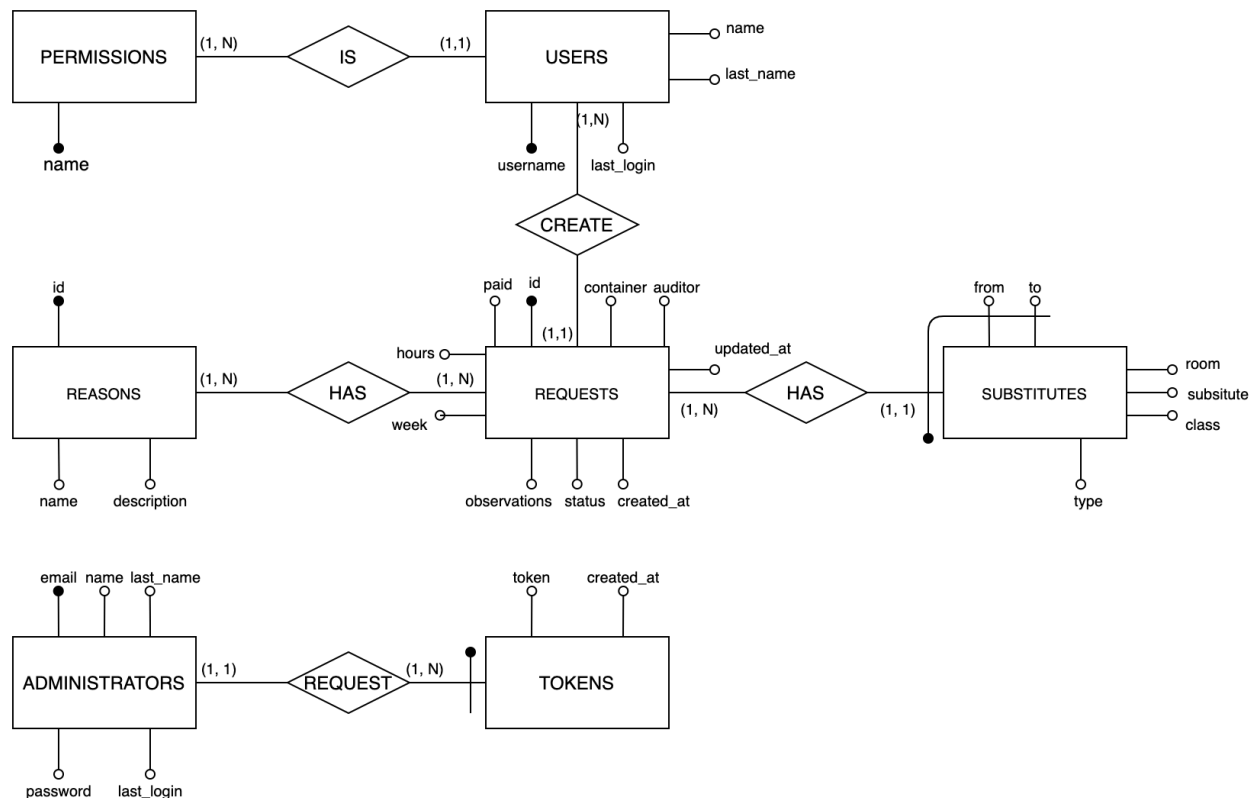 name
PERMISSIONS
(1, N)
IS
(1,1)
USERS
last_name
(1,N)
name
username
last_login
CREATE
id
paid
id
container
auditor
from
to
(1,1)
hours
updated_at
REASONS
(1, N)
HAS
(1, N)
REQUESTS
(1, N)
HAS
(1, 1)
SUBSTITUTES
room
subsitute
class
week
name
description
observations
status
created_at
type
email
name
last_name
token
created_at
ADMINISTRATORS
(1, 1)
REQUEST
(1, N)
TOKENS
password
last_login